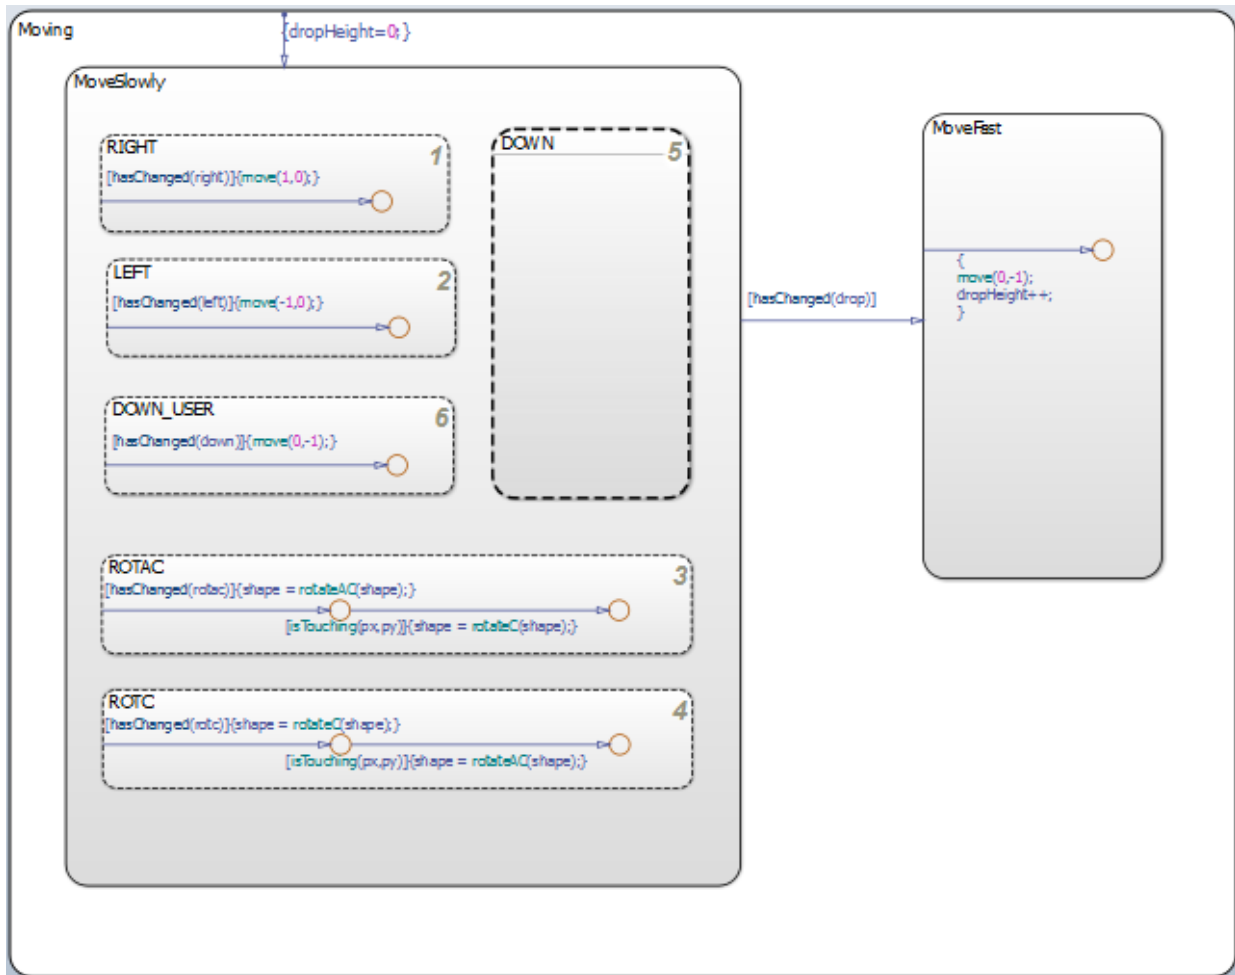 Moving
{dropHeight=0;}
MoveSlowly
RIGHT
1
[hasChanged(right)]{move(1,0);}
LEFT
2
[hasChanged(left)]{move(-1,0);}
DOWN_USER
6
[hasChanged(down)]{move(0,-1);}
DOWN
5
ROTAC
3
[hasChanged(rotac)]{shape = rotateAC(shape);}
[isTouching(px,py)]{shape = rotateC(shape);}
ROTC
4
[hasChanged(rotc)]{shape = rotateC(shape);}
[isTouching(px,py)]{shape = rotateAC(shape);}
[hasChanged(drop)]
MoveFast
{
move(0,-1);
dropHeight++;
}